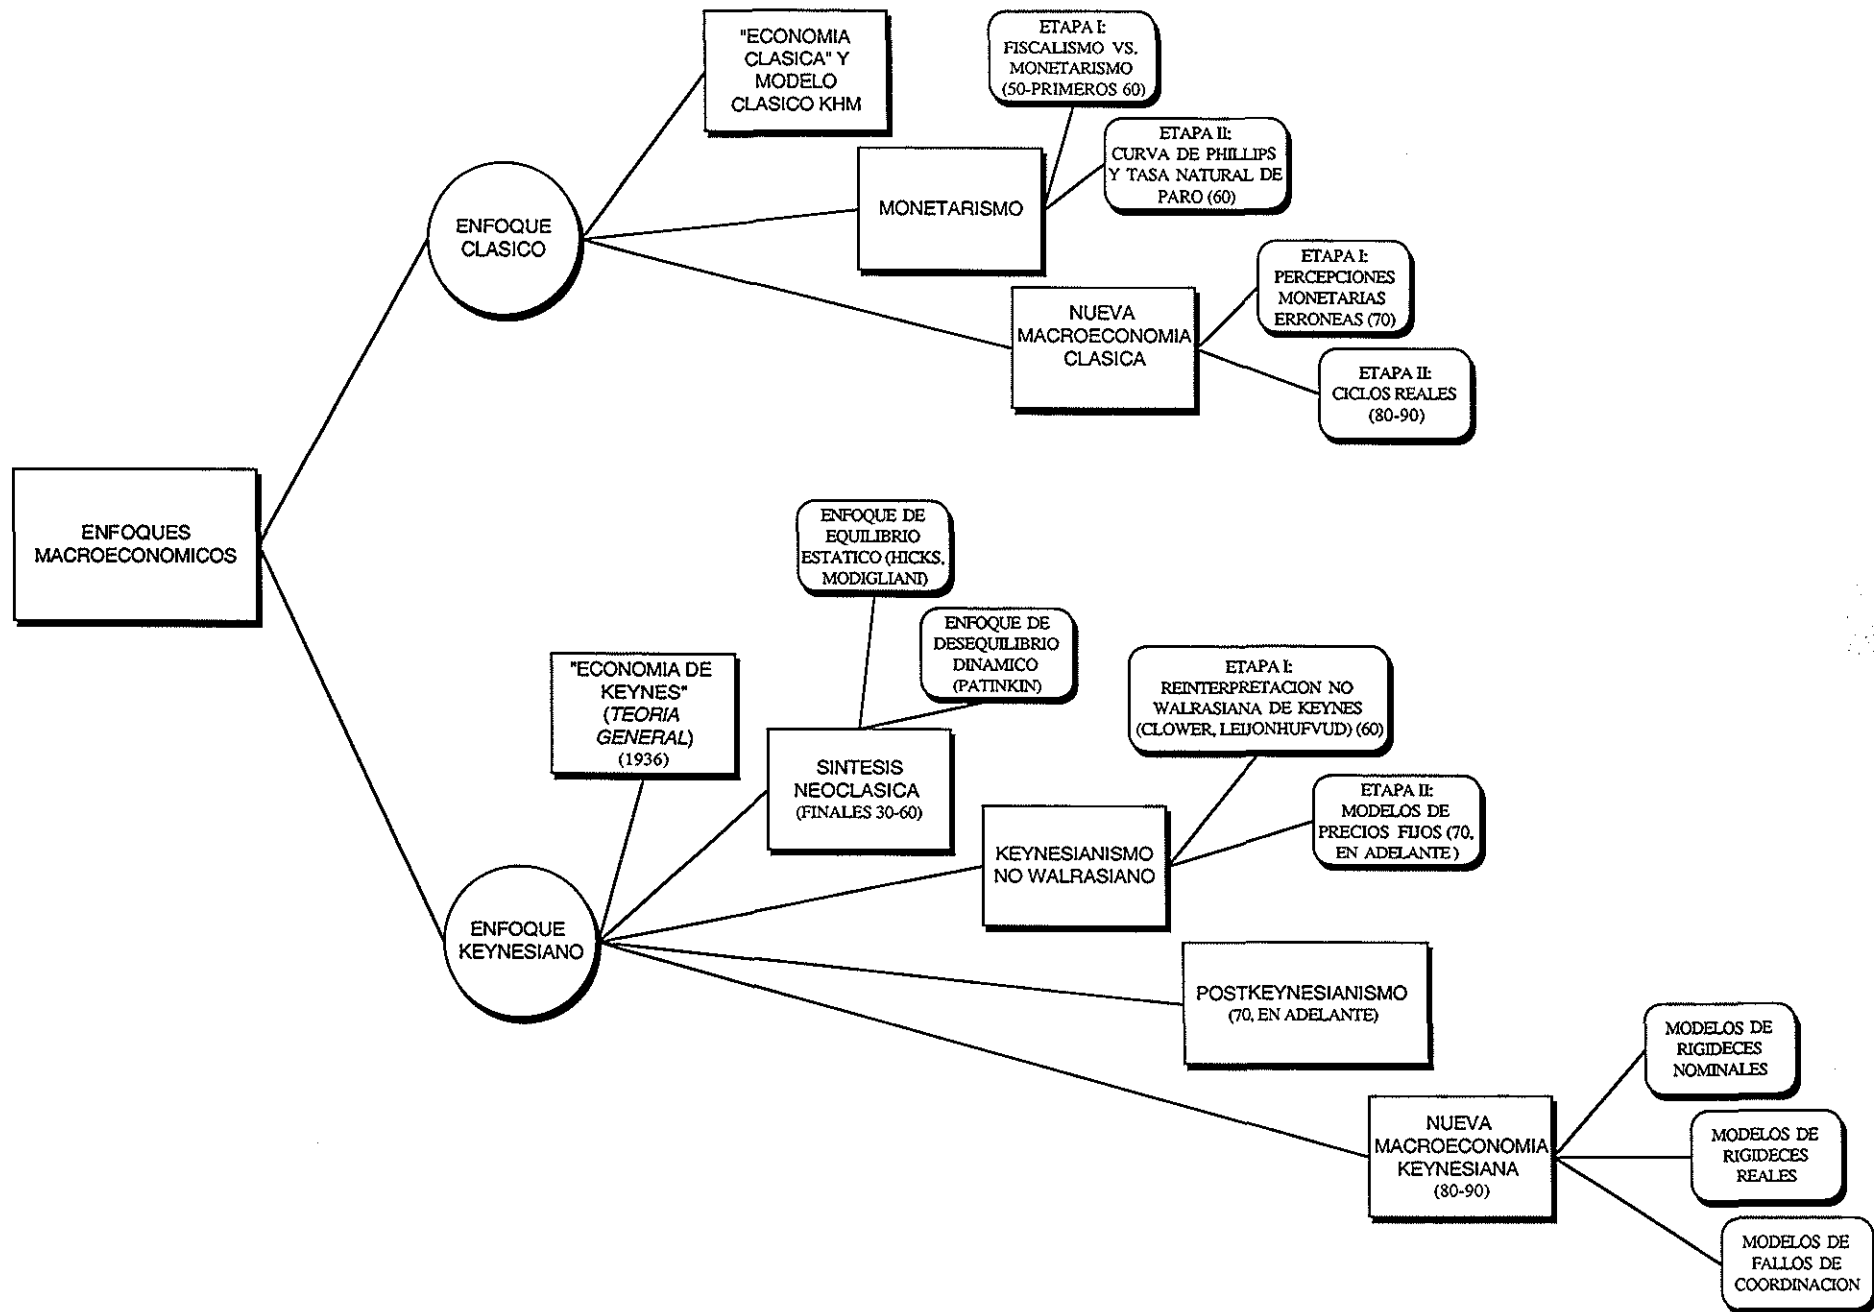 "ECONOMIA
CLASICA" Y
MODELO
CLASICO KHM
ETAPA I:
FISCALISMO VS.
MONETARISMO
(50-PRIMEROS 60)
ETAPA II:
CURVA DE PHILLIPS
Y TASA NATURAL DE
PARO (60)
MONETARISMO
ENFOQUE
CLASICO
ETAPA I:
PERCEPCIONES
MONETARIAS
ERRONEAS (70)
NUEVA
MACROECONOMIA
CLASICA
ETAPA II:
CICLOS REALES
(80-90)
ENFOQUES
MACROECONOMICOS
ENFOQUE DE
EQUILIBRIO
ESTATICO (HICKS,
MODIGLIANI)
ENFOQUE DE
DESEQUILIBRIO
DINAMICO
(PATINKIN)
"ECONOMIA DE
KEYNES"
(TEORIA
GENERAL)
(1936)
ETAPA I:
REINTERPRETACION NO
WALRASIANA DE KEYNES
(CLOWER, LEIJONHUFVUD) (60)
SINTESIS
NEOCLASICA
(FINALES 30-60)
ETAPA II:
MODELOS DE
PRECIOS FIJOS (70,
EN ADELANTE)
KEYNESIANISMO
NO WALRASIANO
ENFOQUE
KEYNESIANO
POSTKEYNESIANISMO
(70, EN ADELANTE)
MODELOS DE
RIGIDECES
NOMINALES
NUEVA
MACROECONOMIA
KEYNESIANA
(80-90)
MODELOS DE
RIGIDECES
REALES
MODELOS DE
FALLOS DE
COORDINACION